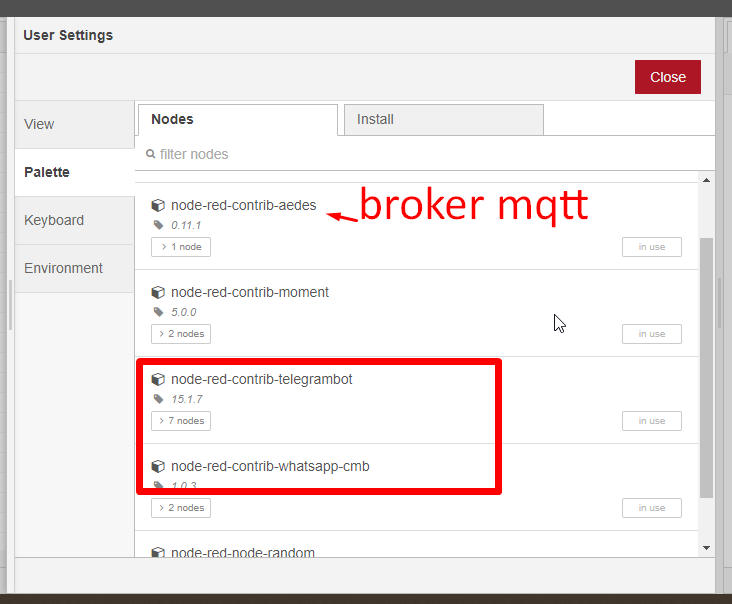 User Settings
Close
View
Nodes
Install
filter nodes
Palette
node-red-contrib-aedes
broker mqtt
0.11.1
1 node
in use
Keyboard
Environment
node-red-contrib-moment
5.0.0
2 nodes
in use
node-red-contrib-telegrambot
15.1.7
7 nodes
in use
node-red-contrib-whatsapp-cmb
1.0.3
2 nodes
in use
node-red-node-random